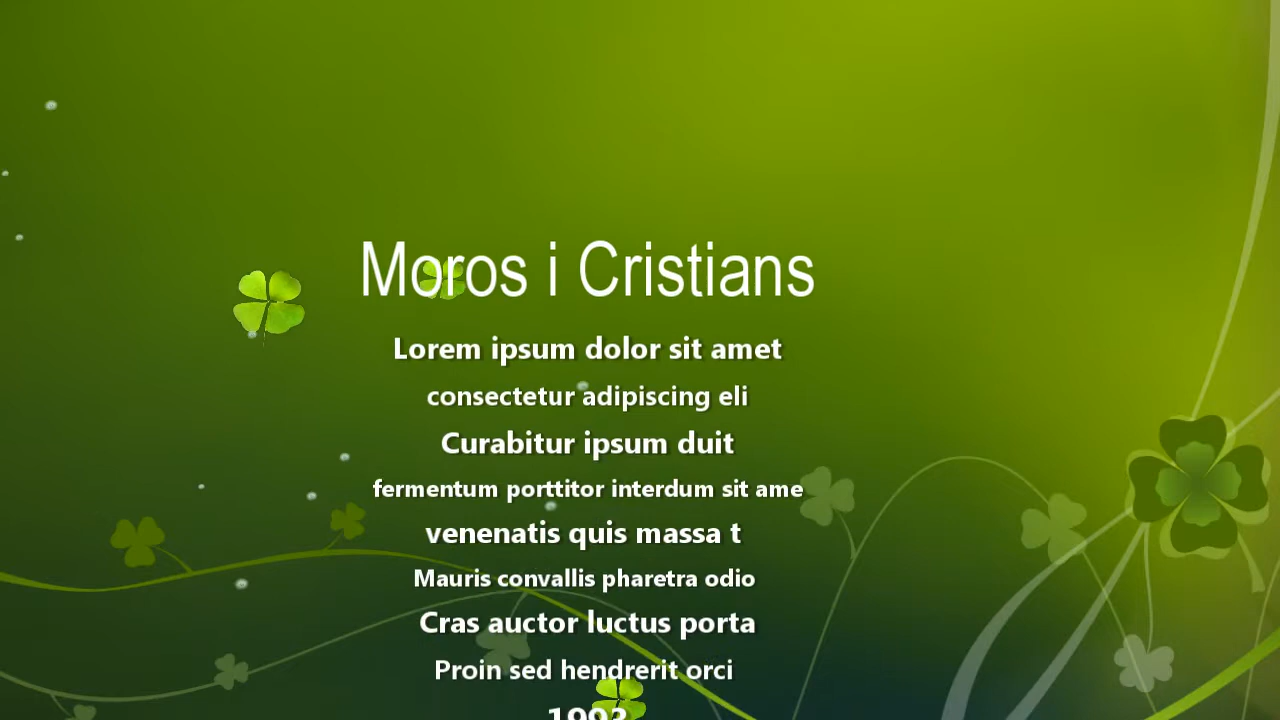 Moros i Cristians
Lorem ipsum dolor sit amet
consectetur adipiscing eli
Curabitur ipsum duit
fermentum porttitor interdum sit ame
venenatis quis massa t
Mauris convallis pharetra odio
Cras auctor luctus porta
Proin sed hendrerit orci
1993